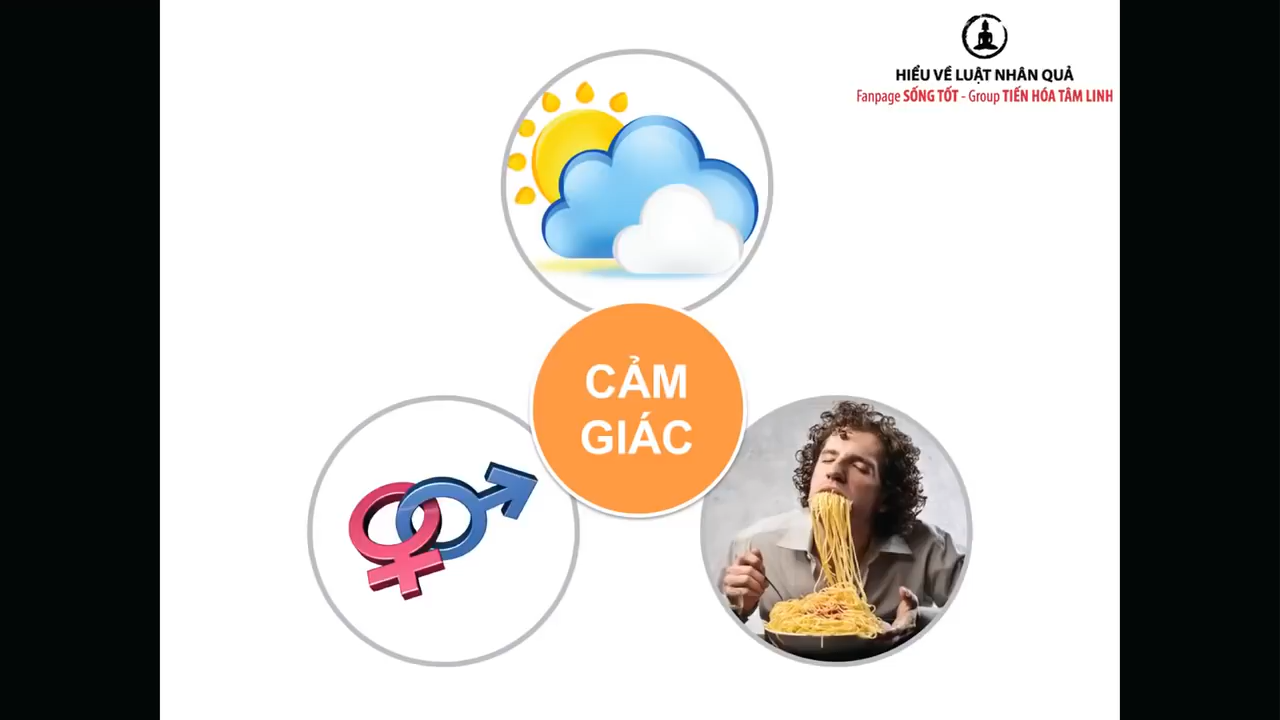 HIỂU VỀ LUẬT NHÂN QUẢ
Fanpage SỐNG TỐT - Group TIẾN HÓA TÂM LINH
CẢM
GIÁC